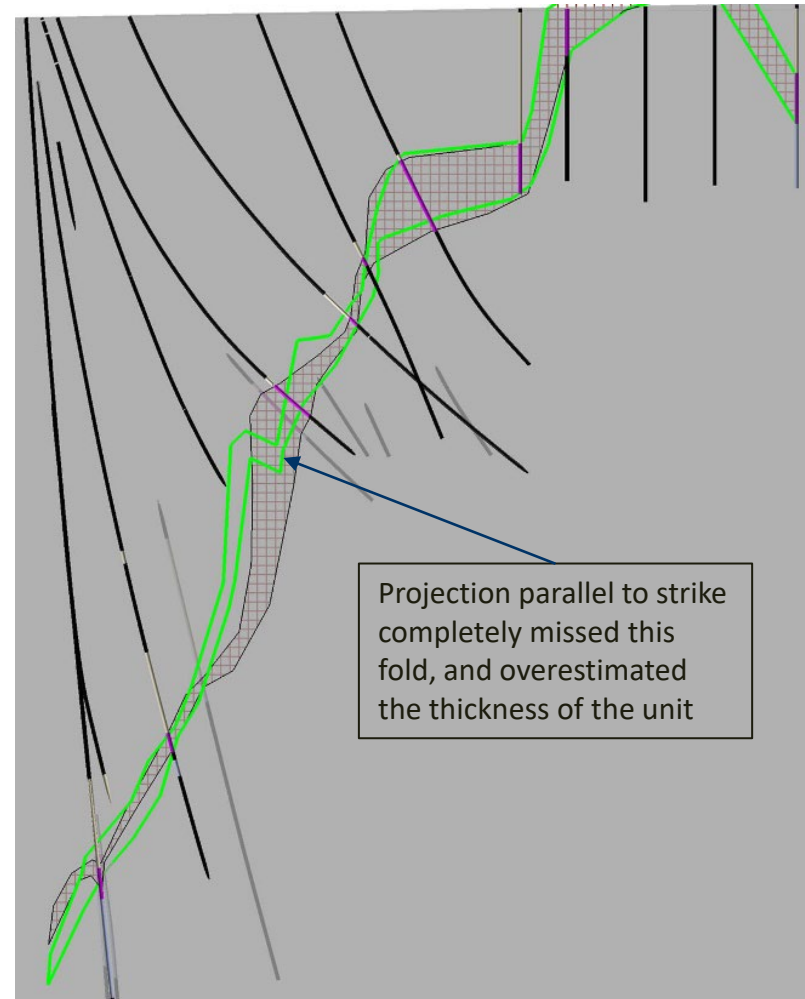 Projection parallel to strike
completely missed this
fold, and overestimated
the thickness of the unit